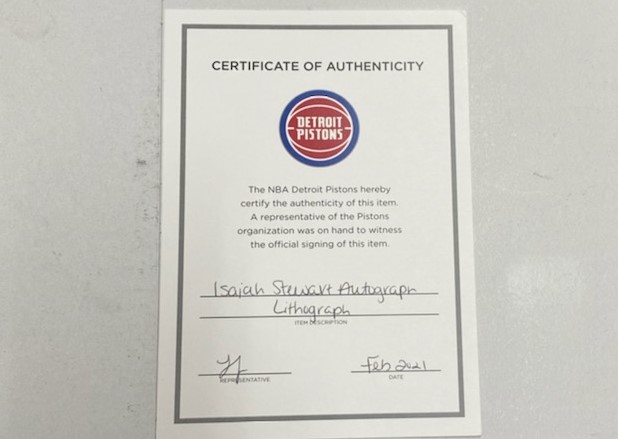 CERTIFICATE OF AUTHENTICITY
DETROIT
PISTONS
The NBA Detroit Pistons hereby
certify the authenticity of this item.
A representative of the Pistons
organization was on hand to witness
the official signing of this item.
Isaiah Stewart Autograph
Lithograph
ITEM DESCRIPTION
Feb 2021
REPRESENTATIVE
DATE